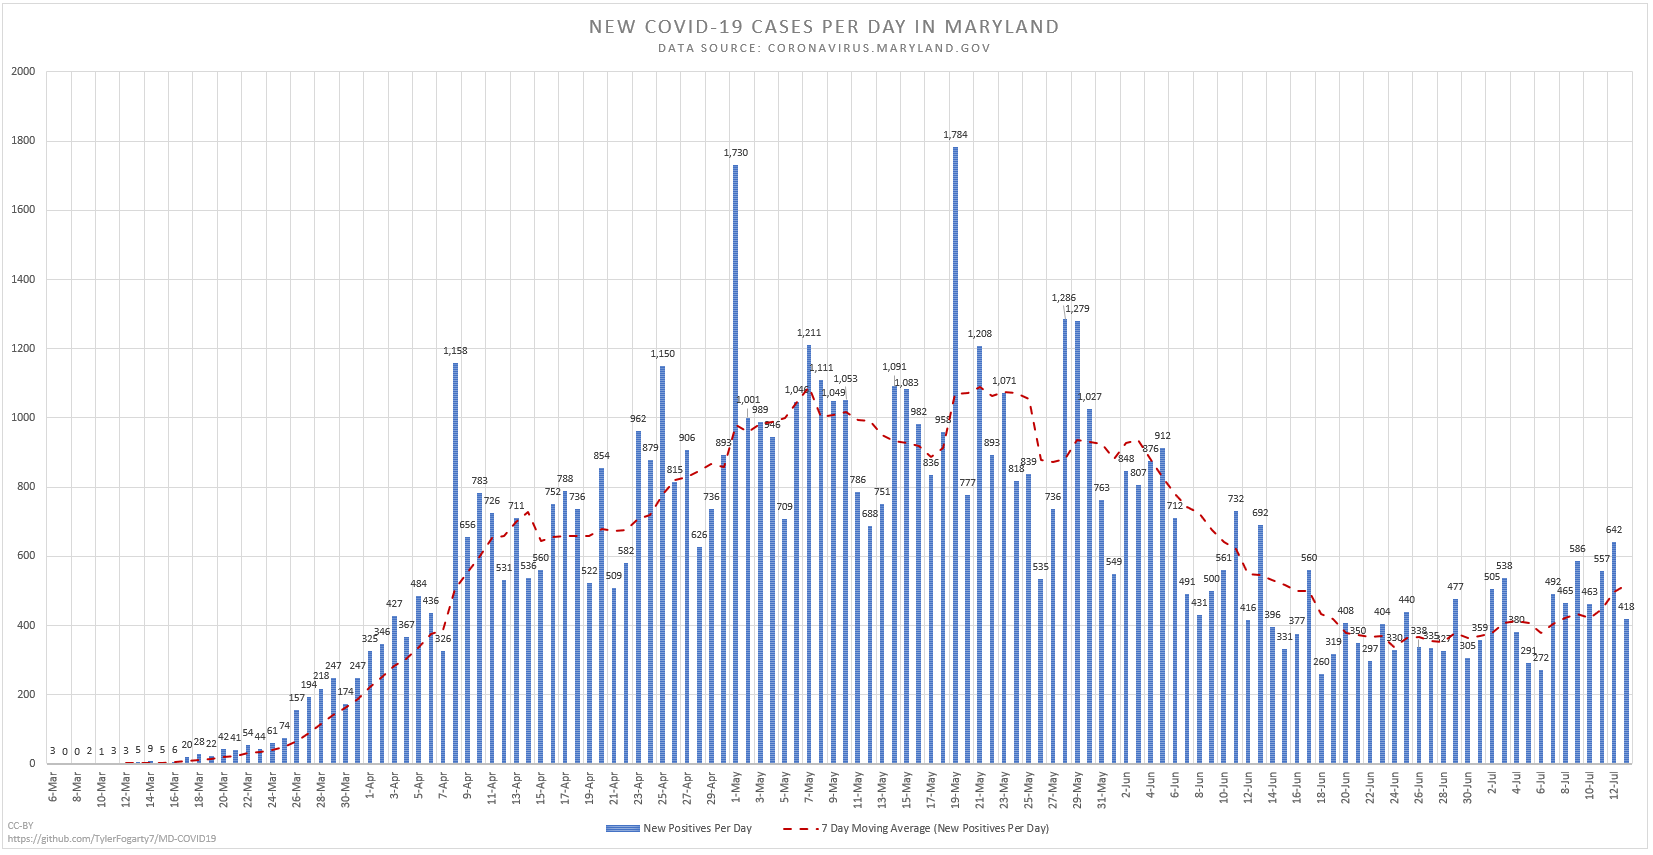 NEW COVID-19 CASES PER DAY IN MARYLAND
DATA SOURCE: CORONAVIRUS.MARYLAND.GOV
2000
1800
1600
1400
1200
1000
800
600
400
200
0
3 0 0 2 1 3 3 5 9 5 6 20 28 22 42 41 54 44 61 74 157 194 218 247 174 247 325 346 427 367 484 436 326 1,158 656 783 726 531 711 536 560 752 788 736 522 854 509 582 962 879 1,150 815 906 626 736 893 1,730 1,001 989 946 709 1,046 1,211 1,111 1,049 1,053 786 688 751 1,091 1,083 982 836 958 1,784 777 1,208 893 1,071 818 839 535 736 1,286 1,279 1,027 763 549 848 807 876 912 712 491 431 500 561 732 416 692 396 331 377 560 260 319 408 350 297 404 330 440 338 335 327 477 305 359 505 538 380 291 272 492 465 586 463 557 642 418
6-Mar 8-Mar 10-Mar 12-Mar 14-Mar 16-Mar 18-Mar 20-Mar 22-Mar 24-Mar 26-Mar 28-Mar 30-Mar 1-Apr 3-Apr 5-Apr 7-Apr 9-Apr 11-Apr 13-Apr 15-Apr 17-Apr 19-Apr 21-Apr 23-Apr 25-Apr 27-Apr 29-Apr 1-May 3-May 5-May 7-May 9-May 11-May 13-May 15-May 17-May 19-May 21-May 23-May 25-May 27-May 29-May 31-May 2-Jun 4-Jun 6-Jun 8-Jun 10-Jun 12-Jun 14-Jun 16-Jun 18-Jun 20-Jun 22-Jun 24-Jun 26-Jun 28-Jun 30-Jun 2-Jul 4-Jul 6-Jul 8-Jul 10-Jul 12-Jul
New Positives Per Day
7 Day Moving Average (New Positives Per Day)
CC-BY
https://github.com/TylerFogarty7/MD-COVID19